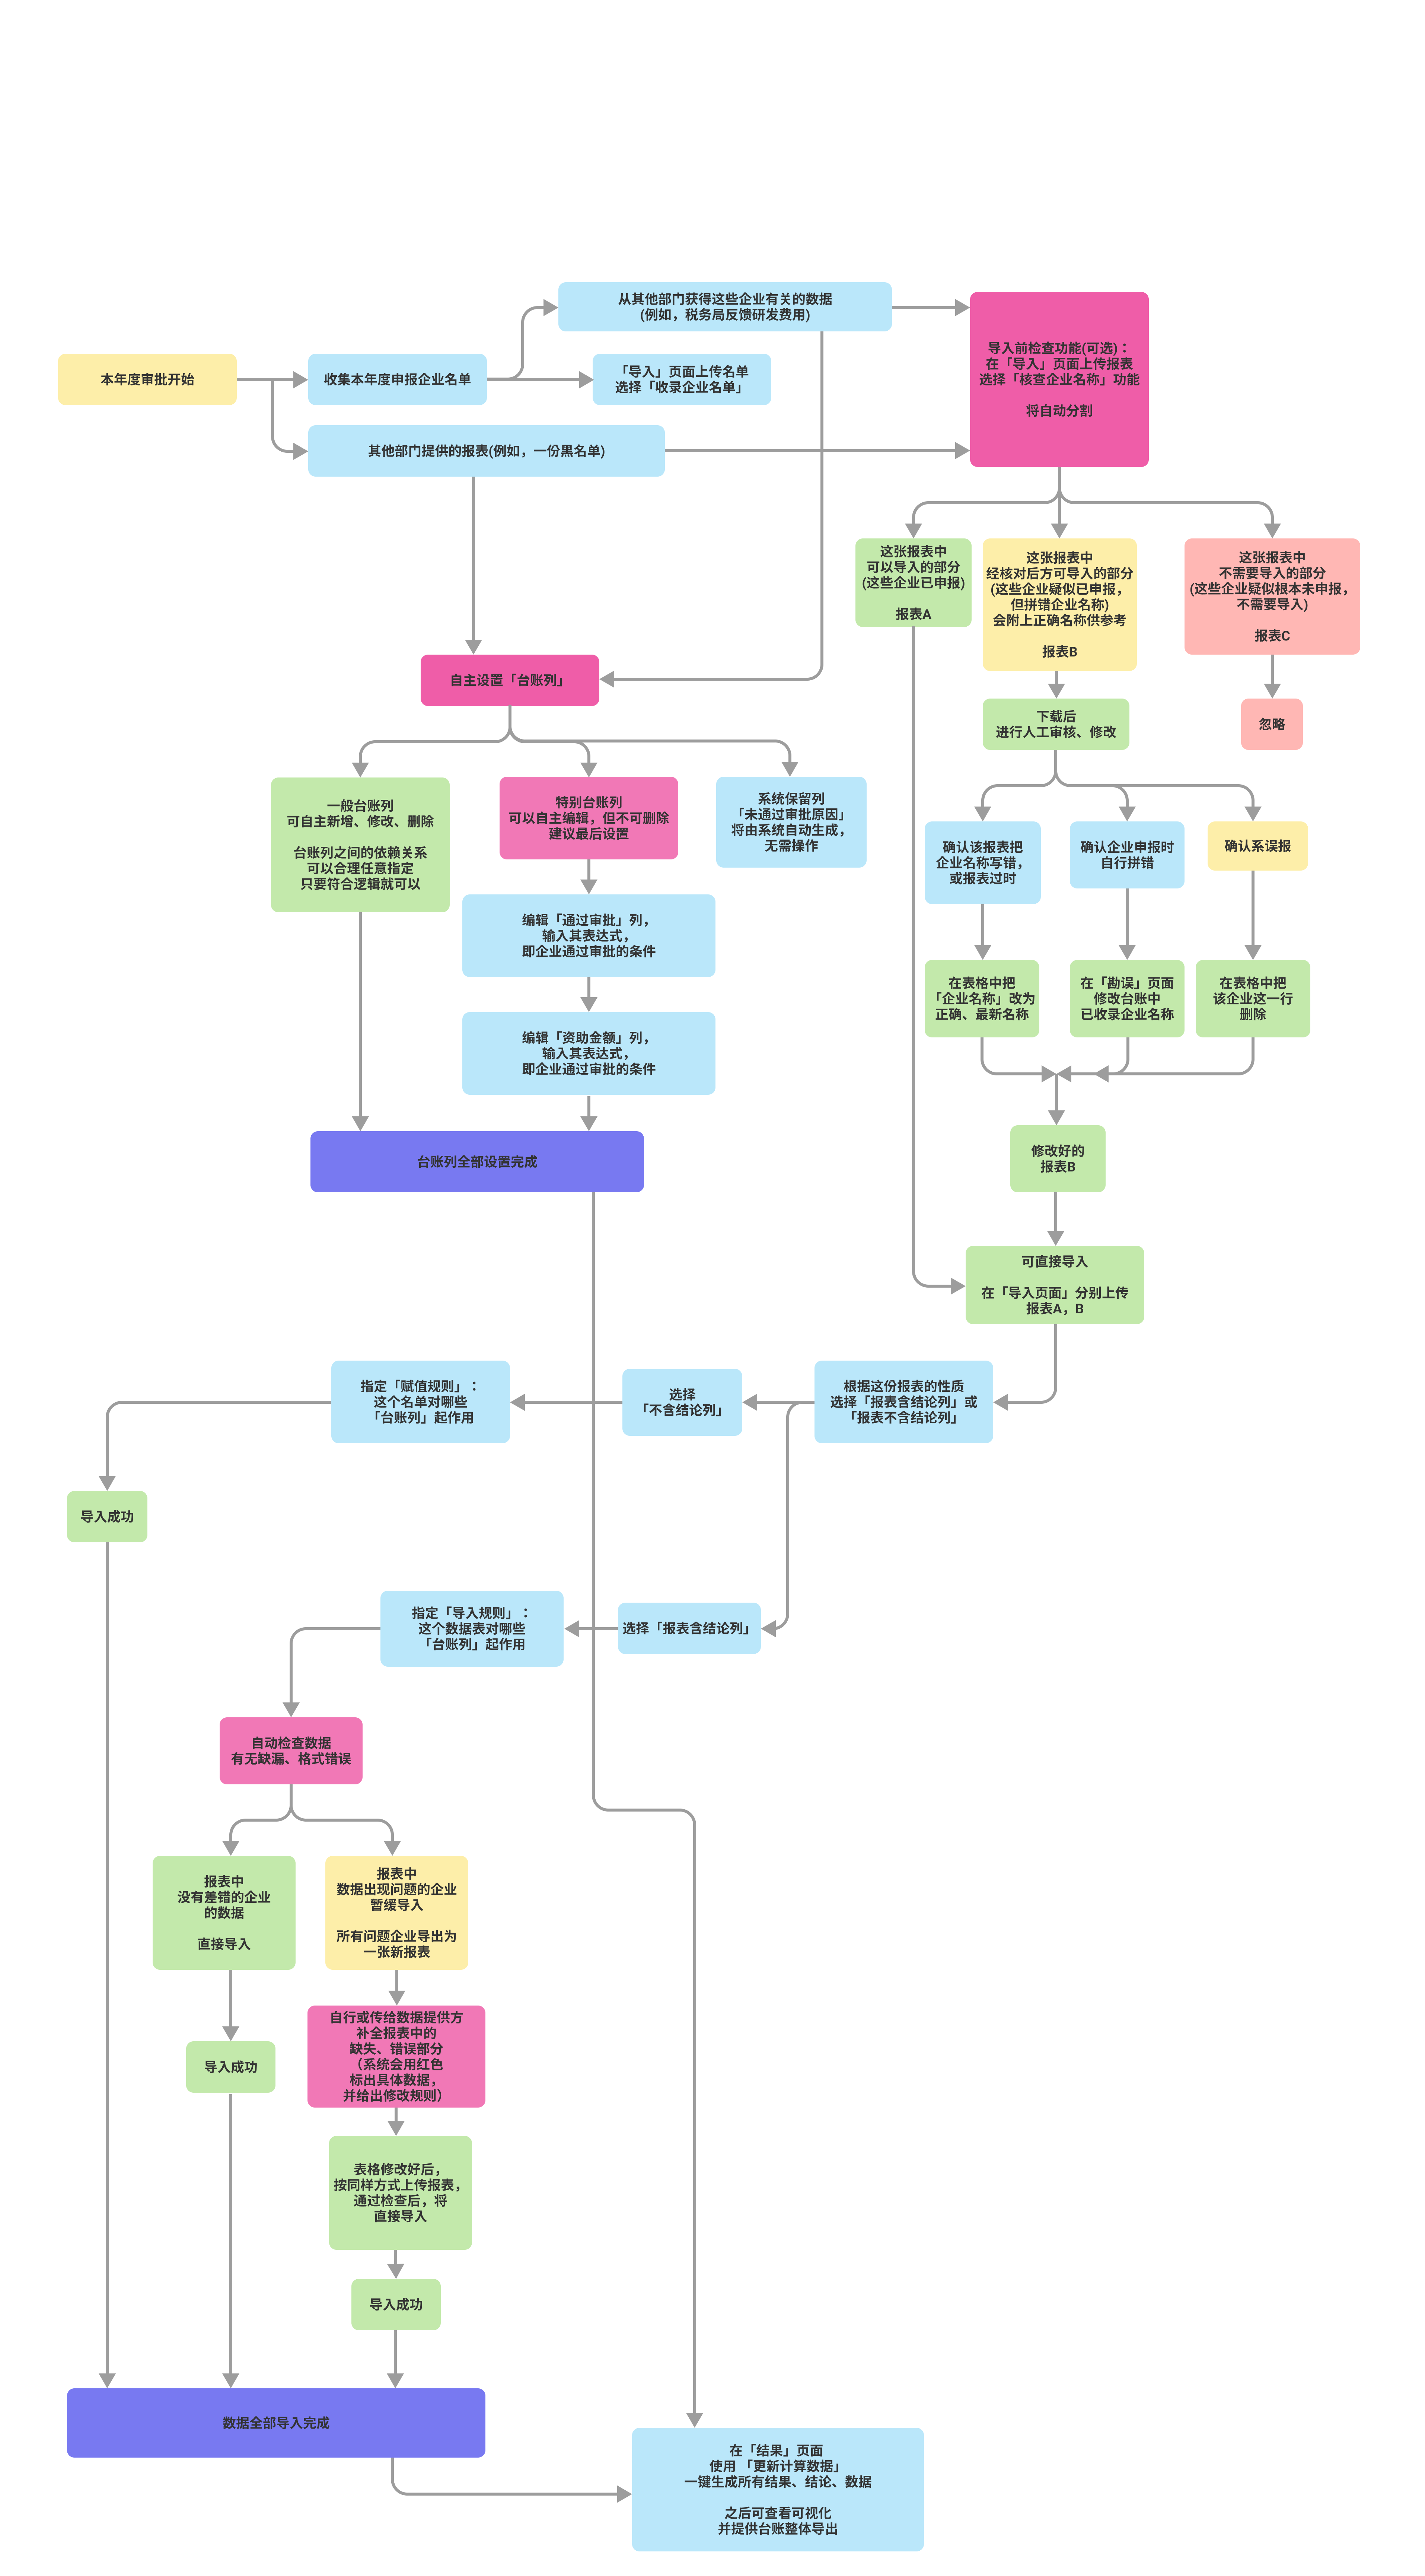 从其他部门获得这些企业有关的数据
(例如，税务局反馈研发费用)
本年度审批开始
收集本年度申报企业名单
「导入」页面上传名单
选择「收录企业名单」
其他部门提供的报表(例如，一份黑名单)
导入前检查功能(可选)：
在「导入」页面上传报表
选择「核查企业名称」功能
将自动分割
这张报表中
可以导入的部分
(这些企业已申报)
报表A
这张报表中
经核对后方可导入的部分
(这些企业疑似已申报，
但拼错企业名称)
会附上正确名称供参考
报表B
这张报表中
不需要导入的部分
(这些企业疑似根本未申报，
不需要导入)
报表C
自主设置「台账列」
下载后
进行人工审核、修改
忽略
一般台账列
可自主新增、修改、删除
台账列之间的依赖关系
可以合理任意指定
只要符合逻辑就可以
特别台账列
可以自主编辑，但不可删除
建议最后设置
系统保留列
「未通过审批原因」
将由系统自动生成，
无需操作
确认该报表把
企业名称写错，
或报表过时
确认企业申报时
自行拼错
确认系误报
编辑「通过审批」列，
输入其表达式，
即企业通过审批的条件
在表格中把
「企业名称」改为
正确、最新名称
在「勘误」页面
修改台账中
已收录企业名称
在表格中把
该企业这一行
删除
编辑「资助金额」列，
输入其表达式，
即企业通过审批的条件
台账列全部设置完成
修改好的
报表B
可直接导入
在「导入页面」分别上传
报表A，B
指定「赋值规则」：
这个名单对哪些
「台账列」起作用
选择
「不含结论列」
根据这份报表的性质
选择「报表含结论列」或
「报表不含结论列」
导入成功
指定「导入规则」：
这个数据表对哪些
「台账列」起作用
选择「报表含结论列」
自动检查数据
有无缺漏、格式错误
报表中
没有差错的企业
的数据
直接导入
报表中
数据出现问题的企业
暂缓导入
所有问题企业导出为
一张新报表
导入成功
自行或传给数据提供方
补全报表中的
缺失、错误部分
（系统会用红色
标出具体数据，
并给出修改规则）
表格修改好后，
按同样方式上传报表，
通过检查后，将
直接导入
导入成功
数据全部导入完成
在「结果」页面
使用 「更新计算数据」
一键生成所有结果、结论、数据
之后可查看可视化
并提供台账整体导出